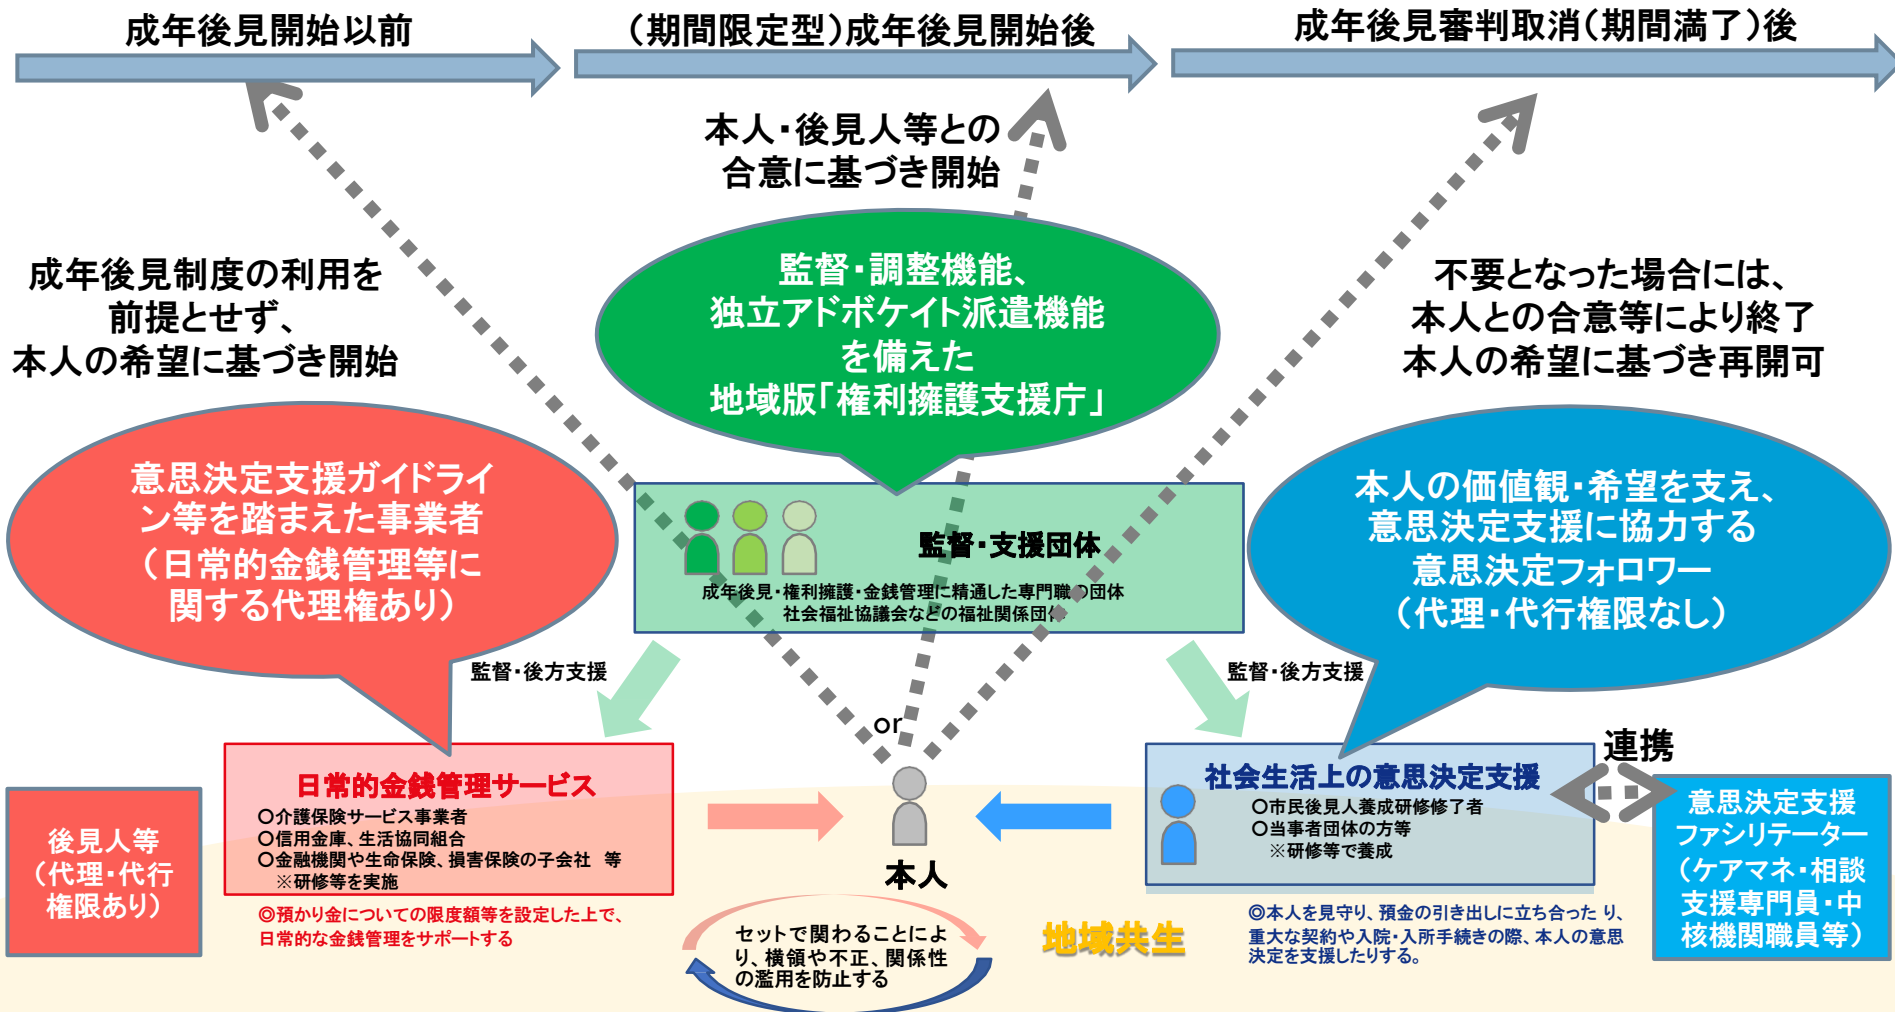 成年後見開始以前
（期間限定型）成年後見開始後
成年後見審判取消（期間満了）後
本人・後見人等との
合意に基づき開始
成年後見制度の利用を
前提とせず、
本人の希望に基づき開始
監督・調整機能、
独立アドボケイト派遣機能
を備えた
地域版「権利擁護支援庁」
不要となった場合には、
本人との合意等により終了
本人の希望に基づき再開可
意思決定支援ガイドライ
ン等を踏まえた事業者
（日常的金銭管理等に
関する代理権あり）
監督・支援団体
成年後見・権利擁護・金銭管理に精通した専門職の団体
社会福祉協議会などの福祉関係団体
本人の価値観・希望を支え、
意思決定支援に協力する
意思決定フォロワー
（代理・代行権限なし）
監督・後方支援
監督・後方支援
or
連携
後見人等
（代理・代行
権限あり）
日常的金銭管理サービス
○介護保険サービス事業者
○信用金庫、生活協同組合
○金融機関や生命保険、損害保険の子会社　等
※研修等を実施
◎預かり金についての限度額等を設定した上で、
日常的な金銭管理をサポートする
本人
セットで関わることによ
り、横領や不正、関係性
の濫用を防止する
地域共生
社会生活上の意思決定支援
○市民後見人養成研修修了者
○当事者団体の方等
※研修等で養成
◎本人を見守り、預金の引き出しに立ち合った り、
重大な契約や入院・入所手続きの際、本人の意思
決定を支援したりする。
意思決定支援
ファシリテーター
（ケアマネ・相談
支援専門員・中
核機関職員等）